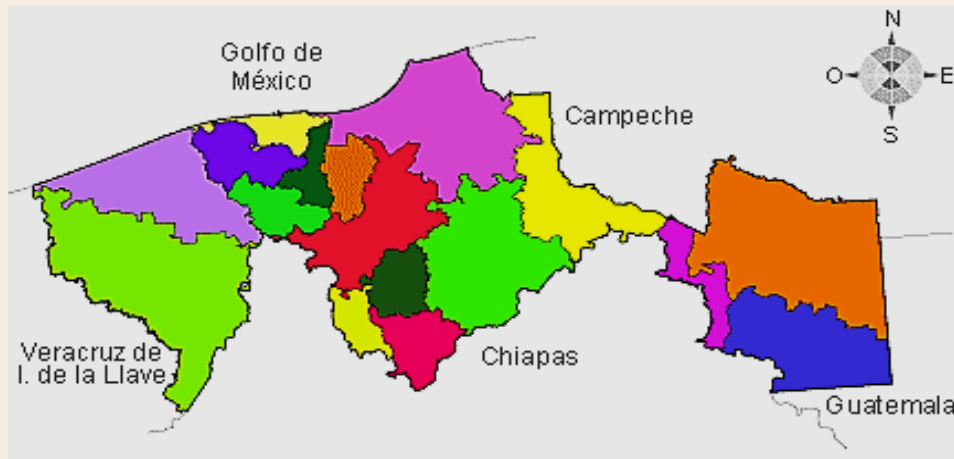 Golfo de
México
N
O
E
S
Campeche
Veracruz de
I. de la Llave
Chiapas
Guatemala